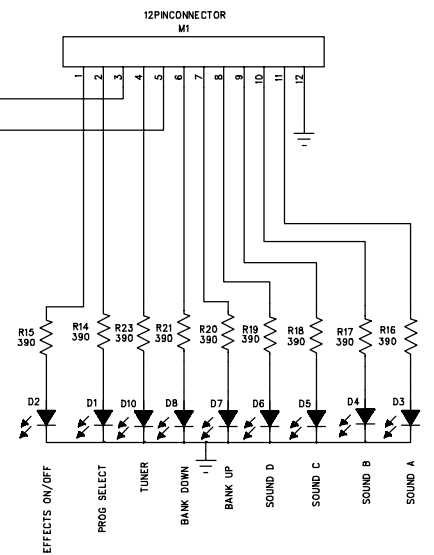 12PINCONNECTOR
M1
1 2 3 4 5 6 7 8 9 10 11 12
R15 390
R14 390
R23 390
R21 390
R20 390
R19 390
R18 390
R17 390
R16 390
D2 D1 D10 D8 D7 D6 D5 D4 D3
EFFECTS ON/OFF
PROG SELECT
TUNER
BANK DOWN
BANK UP
SOUND D
SOUND C
SOUND B
SOUND A